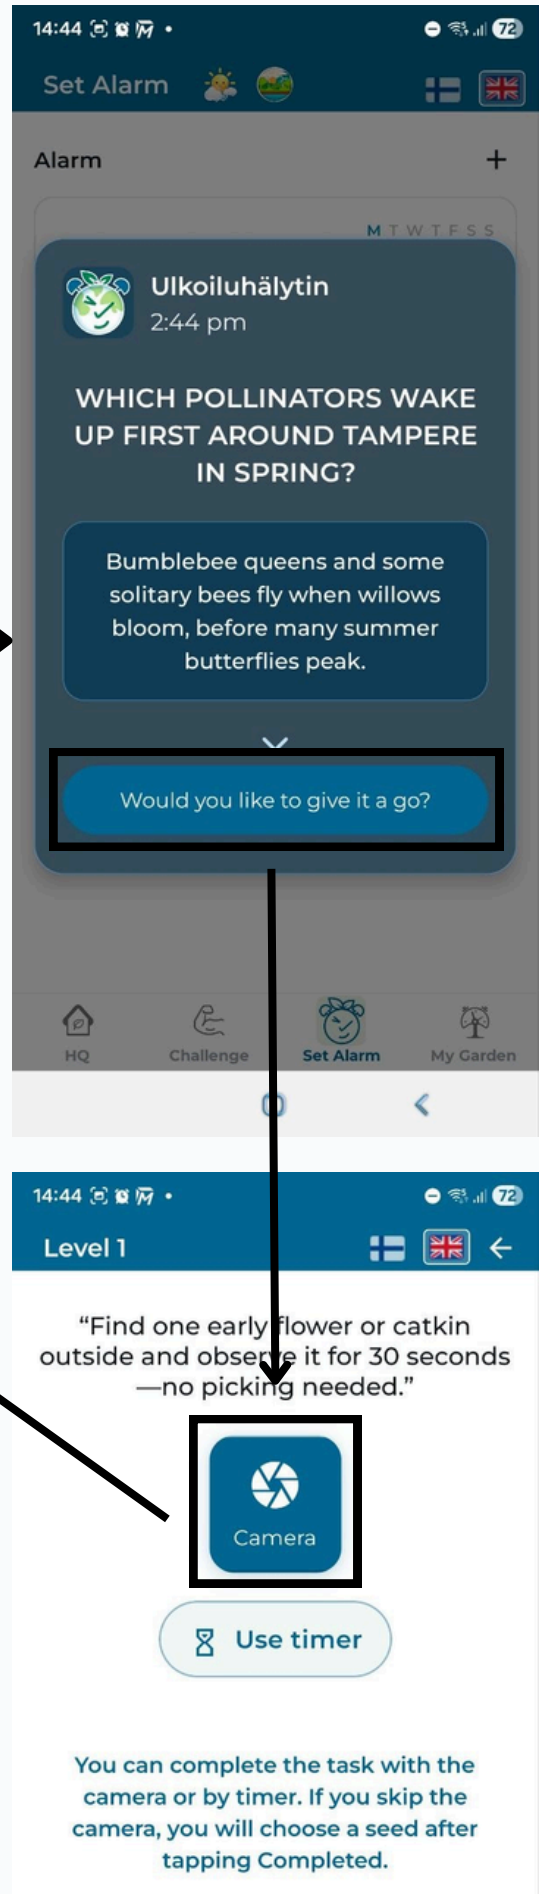 14:44
72
Set Alarm
Alarm +
M T W T F S S
Ulkoiluhälytin
2:44 pm
WHICH POLLINATORS WAKE
UP FIRST AROUND TAMPERE
IN SPRING?
Bumblebee queens and some
solitary bees fly when willows
bloom, before many summer
butterflies peak.
Would you like to give it a go?
HQ Challenge Set Alarm My Garden
14:44
72
Level 1
“Find one early flower or catkin
outside and observe it for 30 seconds
—no picking needed.”
Camera
Use timer
You can complete the task with the
camera or by timer. If you skip the
camera, you will choose a seed after
tapping Completed.